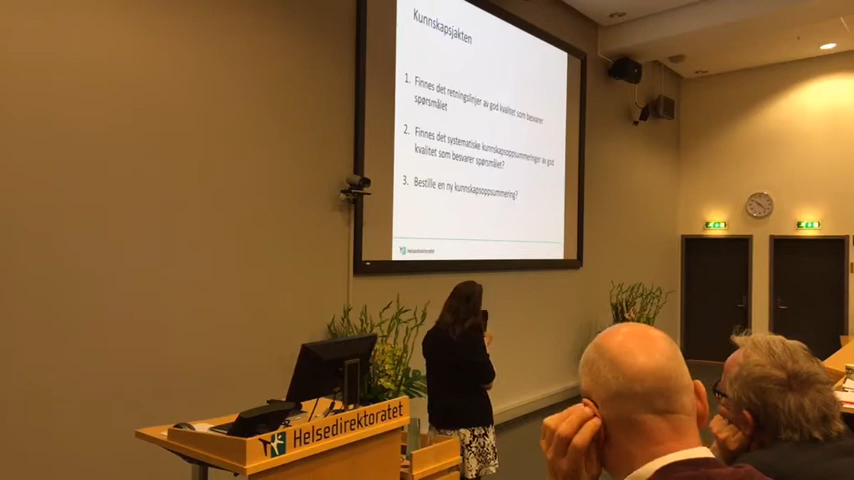 Kunnskapsjakten
1. Finnes det retningslinjer av god kvalitet som besvarer
spørsmålet
2. Finnes det systematiske kunnskapsoppsummeringer av god
kvalitet som besvarer spørsmålet?
3. Bestille en ny kunnskapsoppsummering?
Helsedirektoratet
Helsedirektoratet